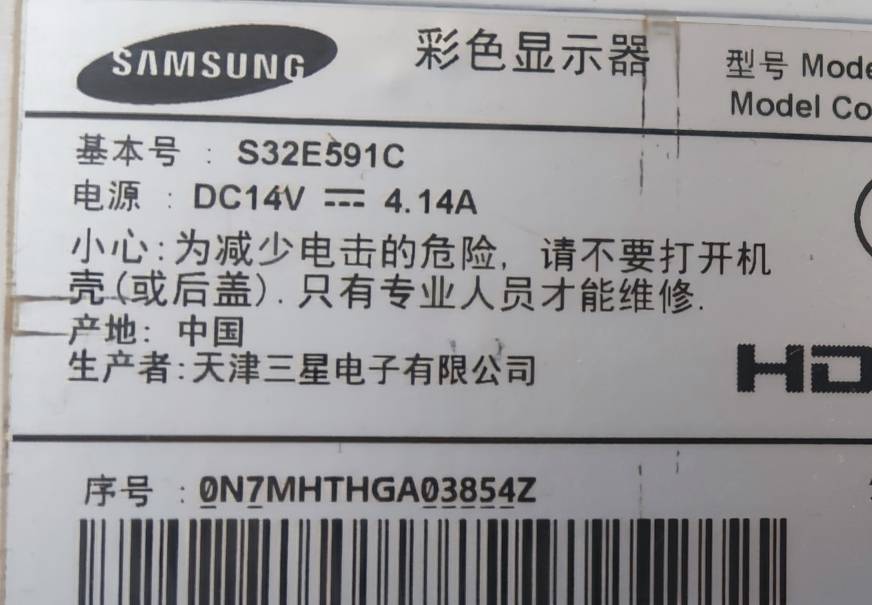 SAMSUNG
彩色显示器
型号 Mode
Model Co
基本号 : S32E591C
电源 : DC14V ⎓ 4.14A
小心:为减少电击的危险, 请不要打开机
壳(或后盖). 只有专业人员才能维修.
产地: 中国
生产者:天津三星电子有限公司
HD
序号 : 0N7MHTHGA03854Z